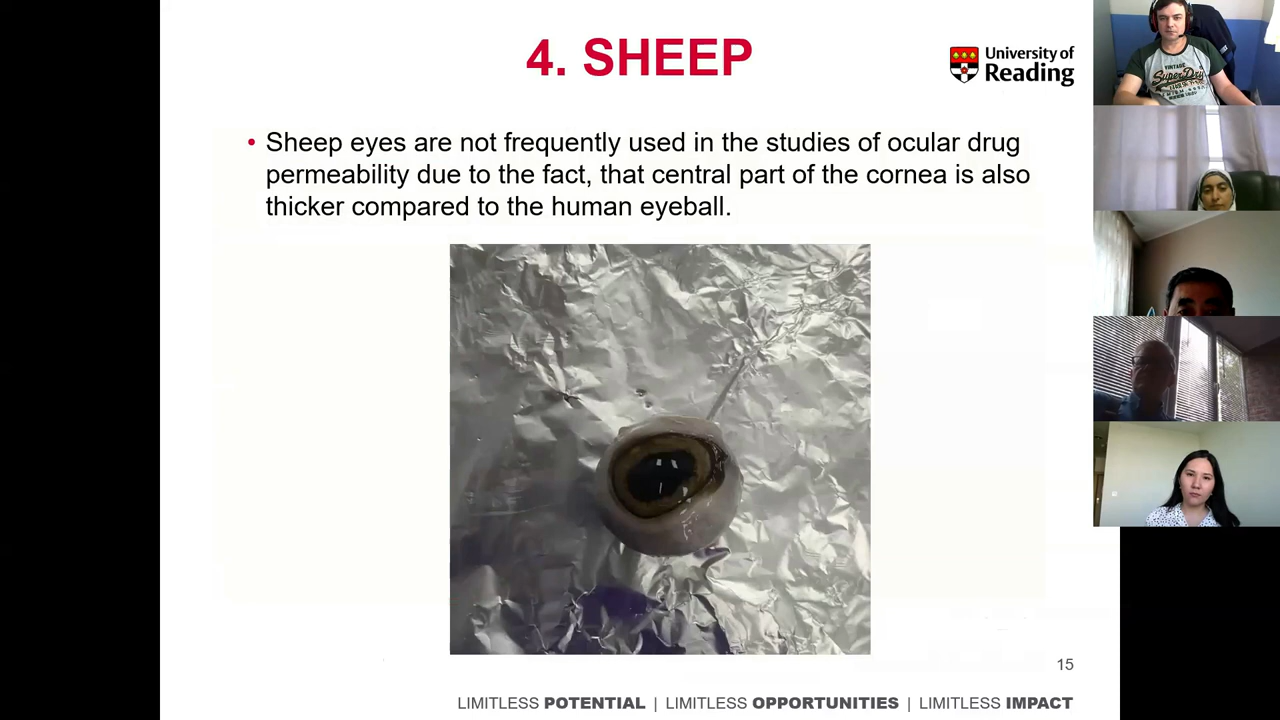 4. SHEEP
University of
Reading
• Sheep eyes are not frequently used in the studies of ocular drug
permeability due to the fact, that central part of the cornea is also
thicker compared to the human eyeball.
VINTAGE
SuperDry
15
LIMITLESS POTENTIAL | LIMITLESS OPPORTUNITIES | LIMITLESS IMPACT